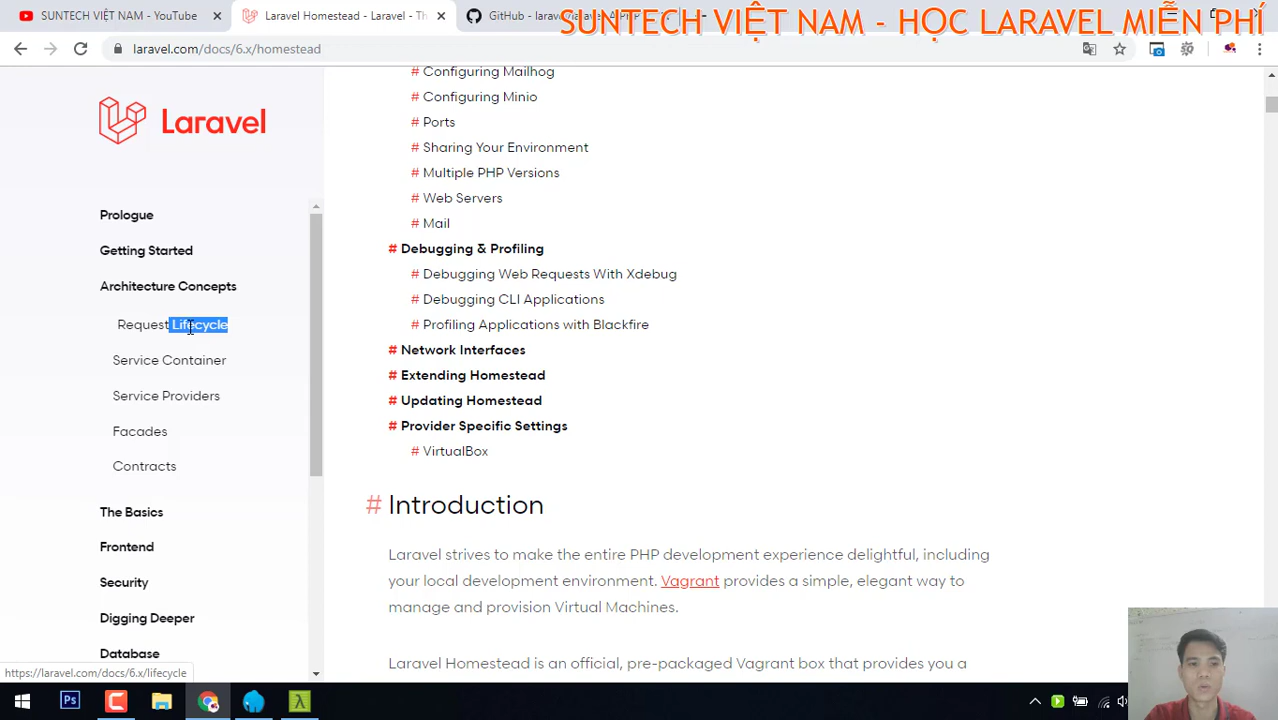 SUNTECH VIỆT NAM - YouTube
Laravel Homestead - Laravel - Th
GitHub - larav
SUNTECH VIỆT NAM - HỌC LARAVEL MIỄN PHÍ
laravel.com/docs/6.x/homestead
Laravel
Prologue
Getting Started
Architecture Concepts
Request Lifecycle
Service Container
Service Providers
Facades
Contracts
The Basics
Frontend
Security
Digging Deeper
Database
https://laravel.com/docs/6.x/lifecycle
# Configuring Mailhog
# Configuring Minio
# Ports
# Sharing Your Environment
# Multiple PHP Versions
# Web Servers
# Mail
# Debugging & Profiling
# Debugging Web Requests With Xdebug
# Debugging CLI Applications
# Profiling Applications with Blackfire
# Network Interfaces
# Extending Homestead
# Updating Homestead
# Provider Specific Settings
# VirtualBox
# Introduction
Laravel strives to make the entire PHP development experience delightful, including
your local development environment. Vagrant provides a simple, elegant way to
manage and provision Virtual Machines.
Laravel Homestead is an official, pre-packaged Vagrant box that provides you a
Ps